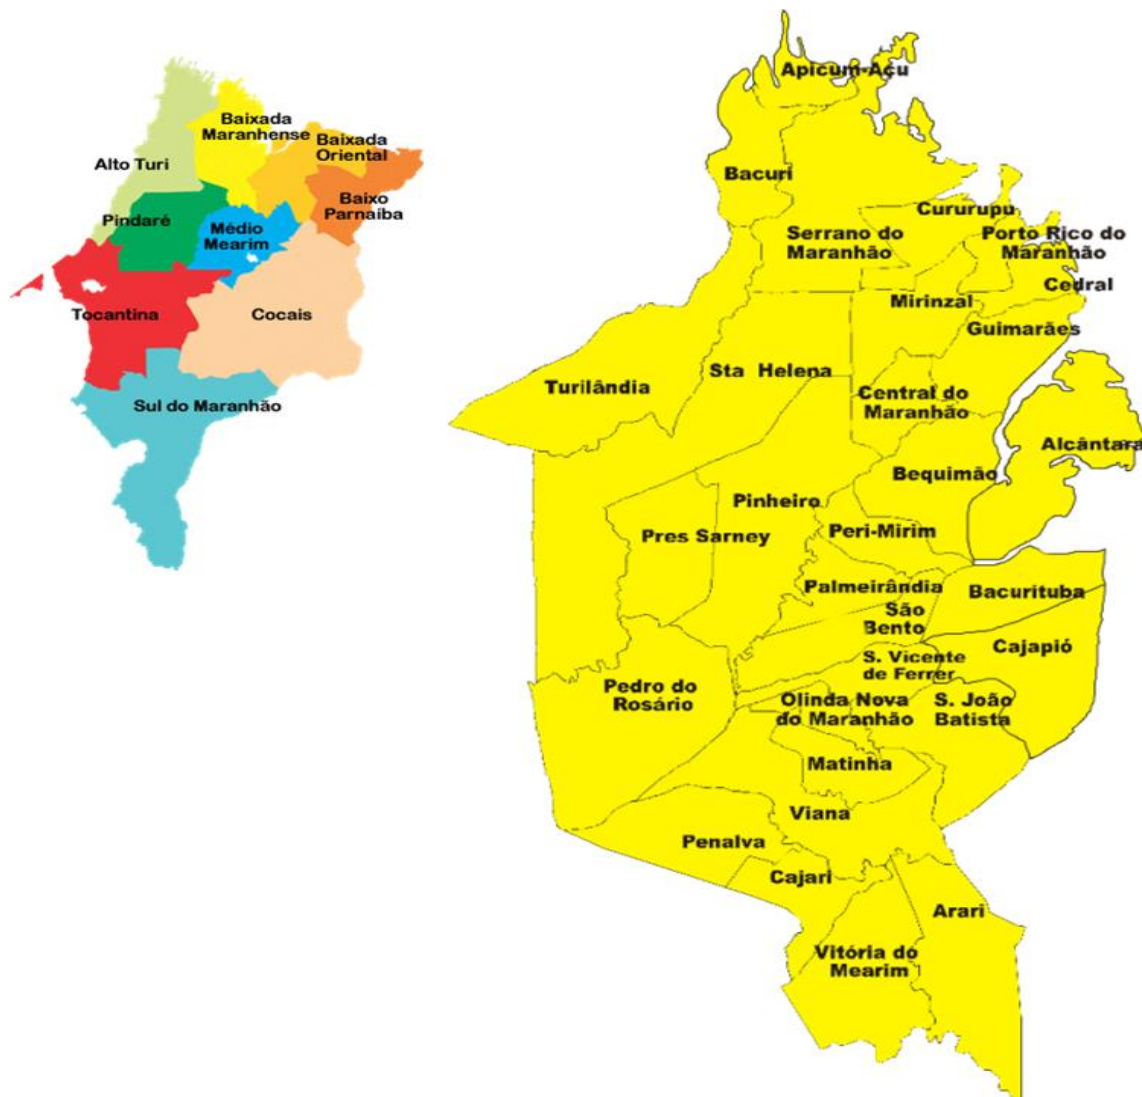 Baixada
Maranhense
Baixada
Oriental
Alto Turi
Baixo
Parnaíba
Pindaré
Médio
Mearim
Tocantina
Cocais
Sul do Maranhão
Apicum-Açu
Bacuri
Cururupu
Serrano do
Maranhão
Porto Rico do
Maranhão
Cedral
Mirinzal
Guimarães
Sta Helena
Turilândia
Central do
Maranhão
Alcântara
Bequimão
Pinheiro
Pres Sarney
Peri-Mirim
Palmeirândia
Bacurituba
São
Bento
Cajapió
S. Vicente
de Ferrer
Pedro do
Rosário
Olinda Nova
do Maranhão
S. João
Batista
Matinha
Viana
Penalva
Cajari
Arari
Vitória do
Mearim